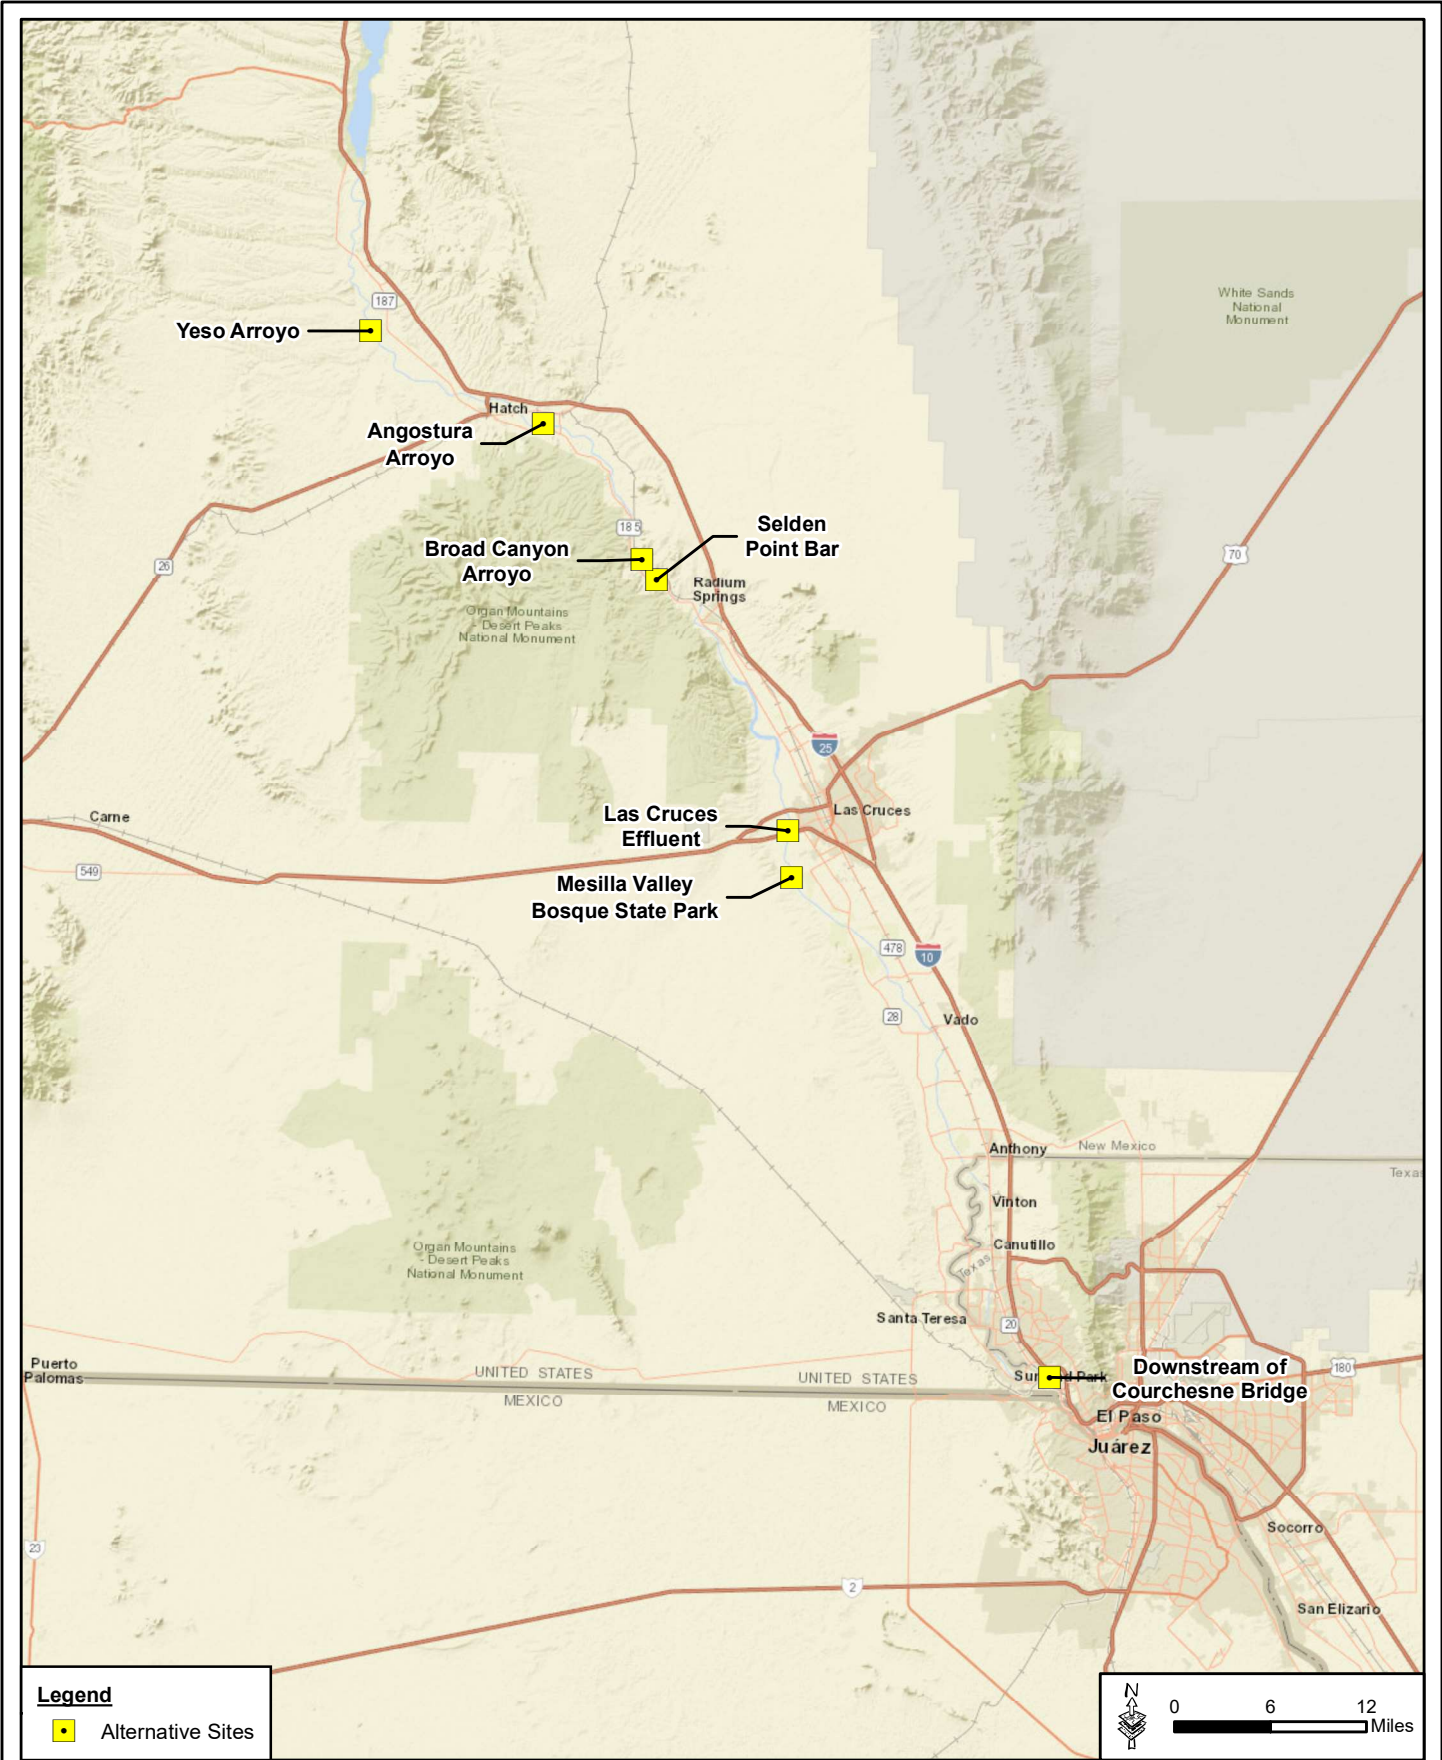 187
White Sands
National
Monument
Yeso Arroyo
Hatch
Angostura
Arroyo
185
Selden
Point Bar
Broad Canyon
Arroyo
70
26
Radium
Springs
Organ Mountains
- Desert Peaks
National Monument
25
Carne
Las Cruces
Effluent
Las Cruces
549
Mesilla Valley
Bosque State Park
478
10
28
Vado
Anthony
New Mexico
Texas
Vinton
Canutillo
Organ Mountains
- Desert Peaks
National Monument
Texas
Santa Teresa
20
Puerto
Palomas
UNITED STATES
MEXICO
UNITED STATES
MEXICO
Downstream of
Courchesne Bridge
180
El Paso
Juárez
Socorro
23
2
San Elizario
Legend
Alternative Sites
N
0 6 12
Miles